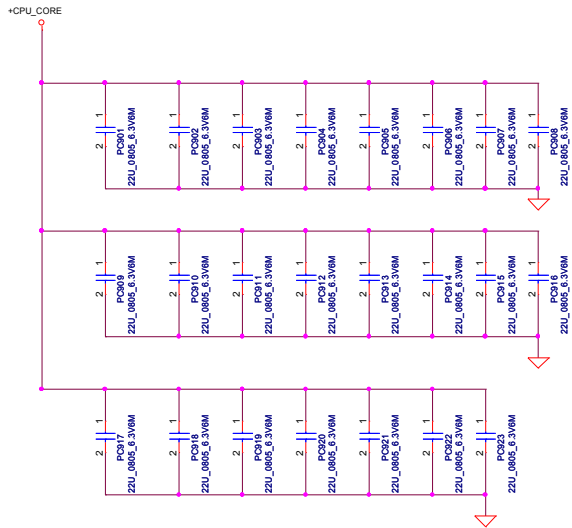 +CPU_CORE
1
2
PC901
22U_0805_6.3V6M
1
2
PC902
22U_0805_6.3V6M
1
2
PC903
22U_0805_6.3V6M
1
2
PC904
22U_0805_6.3V6M
1
2
PC905
22U_0805_6.3V6M
1
2
PC906
22U_0805_6.3V6M
1
2
PC907
22U_0805_6.3V6M
1
2
PC908
22U_0805_6.3V6M
1
2
PC909
22U_0805_6.3V6M
1
2
PC910
22U_0805_6.3V6M
1
2
PC911
22U_0805_6.3V6M
1
2
PC912
22U_0805_6.3V6M
1
2
PC913
22U_0805_6.3V6M
1
2
PC914
22U_0805_6.3V6M
1
2
PC915
22U_0805_6.3V6M
1
2
PC916
22U_0805_6.3V6M
1
2
PC917
22U_0805_6.3V6M
1
2
PC918
22U_0805_6.3V6M
1
2
PC919
22U_0805_6.3V6M
1
2
PC920
22U_0805_6.3V6M
1
2
PC921
22U_0805_6.3V6M
1
2
PC922
22U_0805_6.3V6M
1
2
PC923
22U_0805_6.3V6M